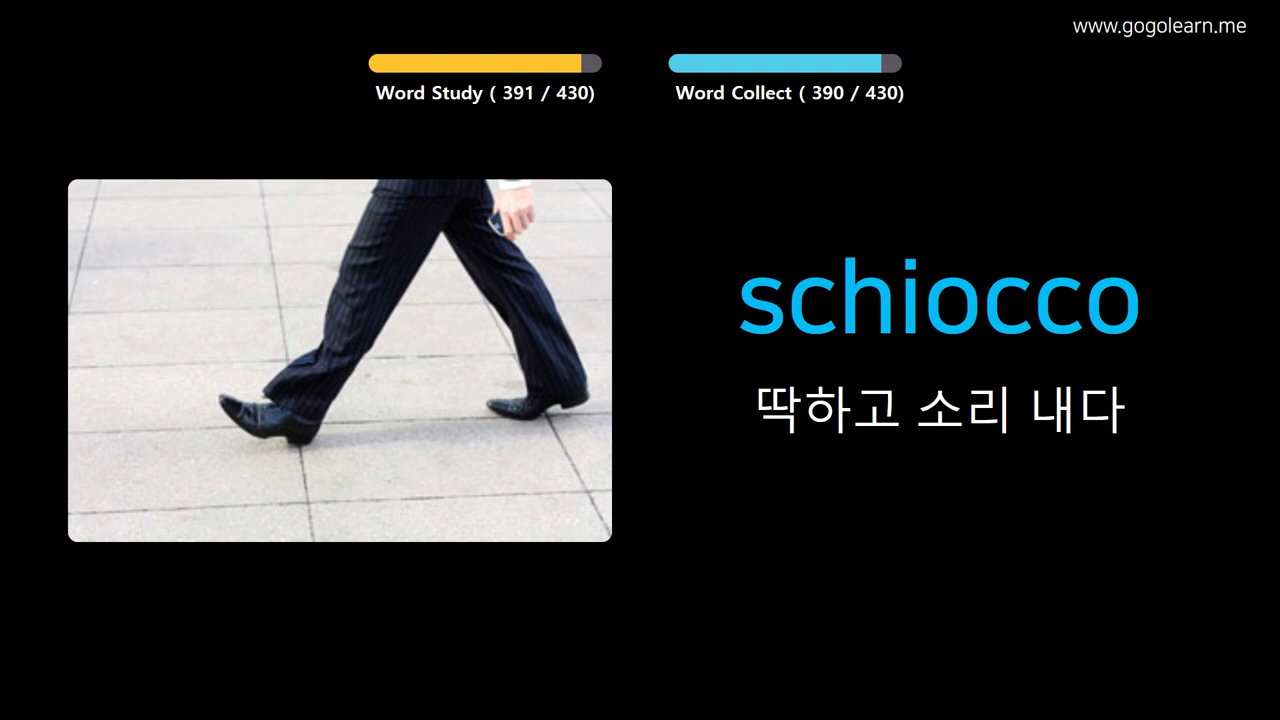 www.gogolearn.me
Word Study ( 391 / 430)
Word Collect ( 390 / 430)
schiocco
딱하고 소리 내다